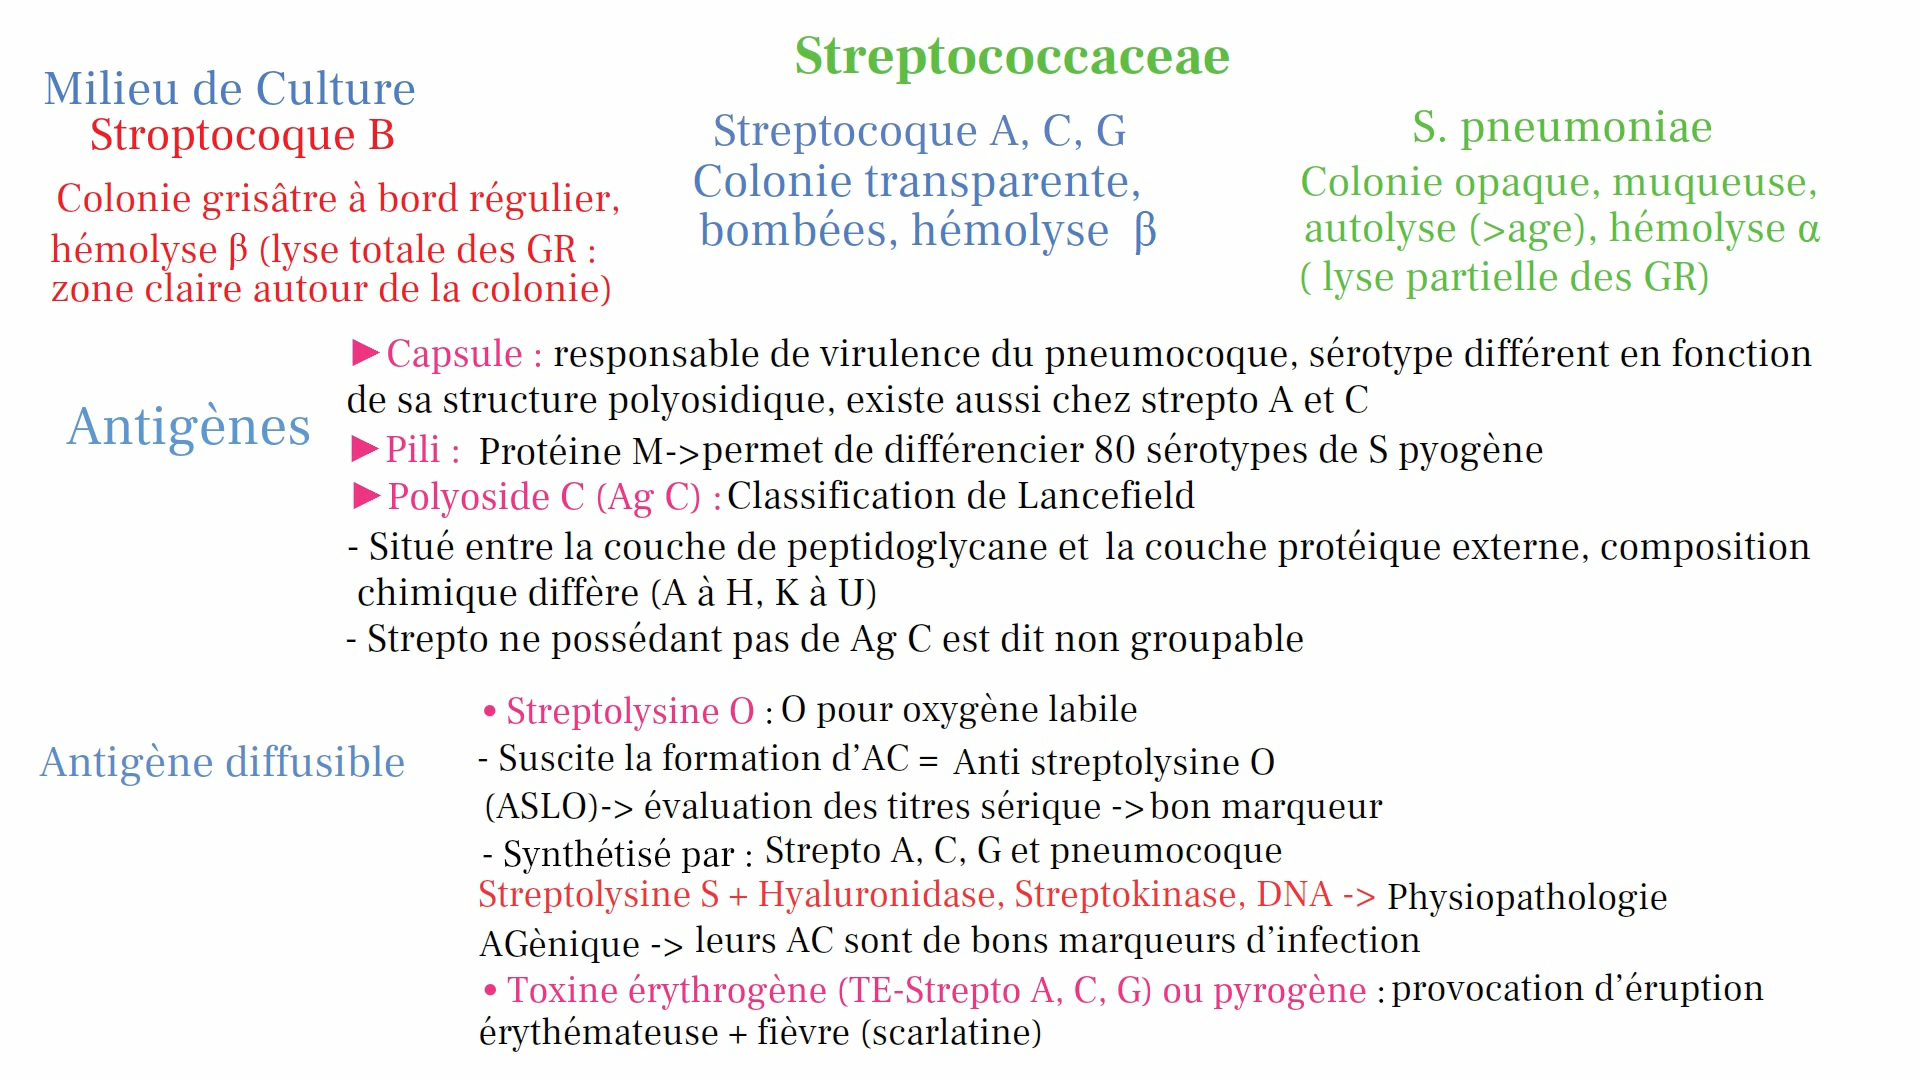 Streptococcaceae
Milieu de Culture
Stroptocoque B
Colonie grisâtre à bord régulier,
hémolyse β (lyse totale des GR :
zone claire autour de la colonie)
Streptocoque A, C, G
Colonie transparente,
bombées, hémolyse β
S. pneumoniae
Colonie opaque, muqueuse,
autolyse (>age), hémolyse α
( lyse partielle des GR)
Antigènes
►Capsule : responsable de virulence du pneumocoque, sérotype différent en fonction
de sa structure polyosidique, existe aussi chez strepto A et C
►Pili : Protéine M->permet de différencier 80 sérotypes de S pyogène
►Polyoside C (Ag C) : Classification de Lancefield
- Situé entre la couche de peptidoglycane et la couche protéique externe, composition
chimique diffère (A à H, K à U)
- Strepto ne possédant pas de Ag C est dit non groupable
Antigène diffusible
• Streptolysine O : O pour oxygène labile
- Suscite la formation d’AC = Anti streptolysine O
(ASLO)-> évaluation des titres sérique ->bon marqueur
- Synthétisé par : Strepto A, C, G et pneumocoque
Streptolysine S + Hyaluronidase, Streptokinase, DNA -> Physiopathologie
AGènique -> leurs AC sont de bons marqueurs d’infection
• Toxine érythrogène (TE-Strepto A, C, G) ou pyrogène : provocation d’éruption
érythémateuse + fièvre (scarlatine)